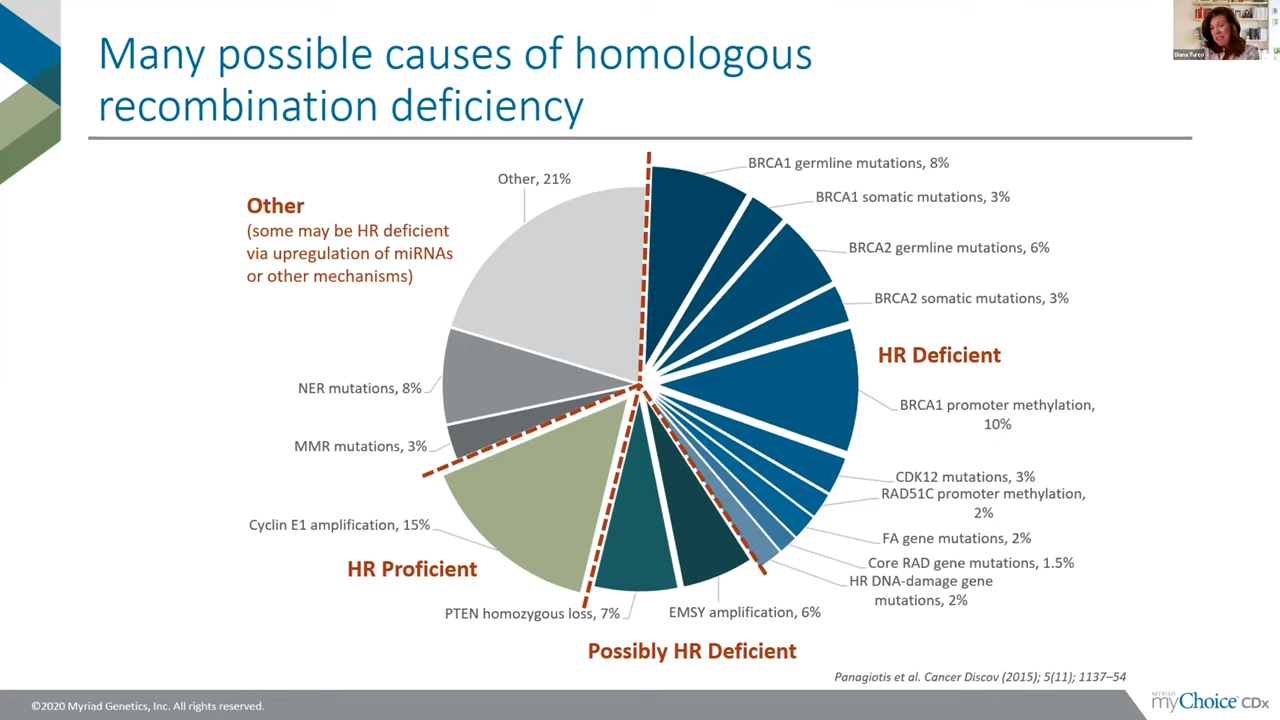 Many possible causes of homologous
recombination deficiency
Diana Turco
Other, 21%
Other
(some may be HR deficient
via upregulation of miRNAs
or other mechanisms)
NER mutations, 8%
MMR mutations, 3%
Cyclin E1 amplification, 15%
HR Proficient
PTEN homozygous loss, 7%
EMSY amplification, 6%
Possibly HR Deficient
BRCA1 germline mutations, 8%
BRCA1 somatic mutations, 3%
BRCA2 germline mutations, 6%
BRCA2 somatic mutations, 3%
HR Deficient
BRCA1 promoter methylation,
10%
CDK12 mutations, 3%
RAD51C promoter methylation,
2%
FA gene mutations, 2%
Core RAD gene mutations, 1.5%
HR DNA-damage gene
mutations, 2%
Panagiotis et al. Cancer Discov (2015); 5(11); 1137–54
©2020 Myriad Genetics, Inc. All rights reserved.
MYRIAD
myChoice CDx